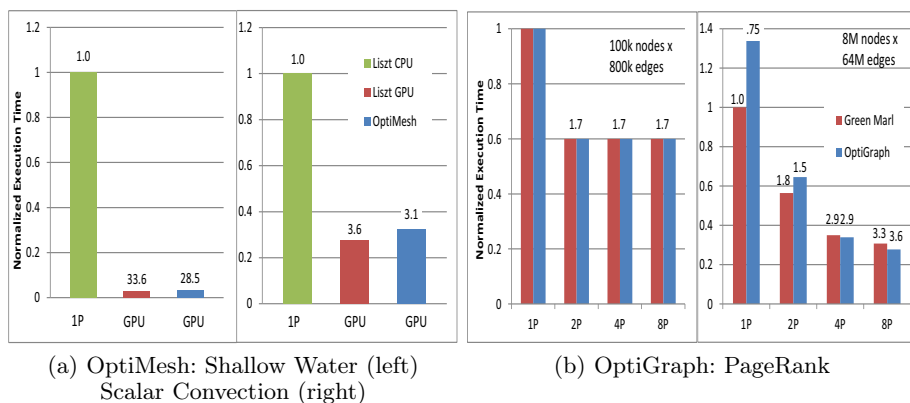 Normalized Execution Time
1.2
1
0.8
0.6
0.4
0.2
0
1.0
33.6
28.5
1P
GPU
GPU
1.2
1
0.8
0.6
0.4
0.2
0
1.0
3.6
3.1
1P
GPU
GPU
Liszt CPU
Liszt GPU
OptiMesh
(a) OptiMesh: Shallow Water (left)
Scalar Convection (right)
Normalized Execution Time
1
0.8
0.6
0.4
0.2
0
100k nodes x
800k edges
1.7
1.7
1.7
1P
2P
4P
8P
1.4
1.2
1
0.8
0.6
0.4
0.2
0
8M nodes x
64M edges
1.0
.75
1.8
1.5
2.9
2.9
3.3
3.6
1P
2P
4P
8P
Green Marl
OptiGraph
(b) OptiGraph: PageRank